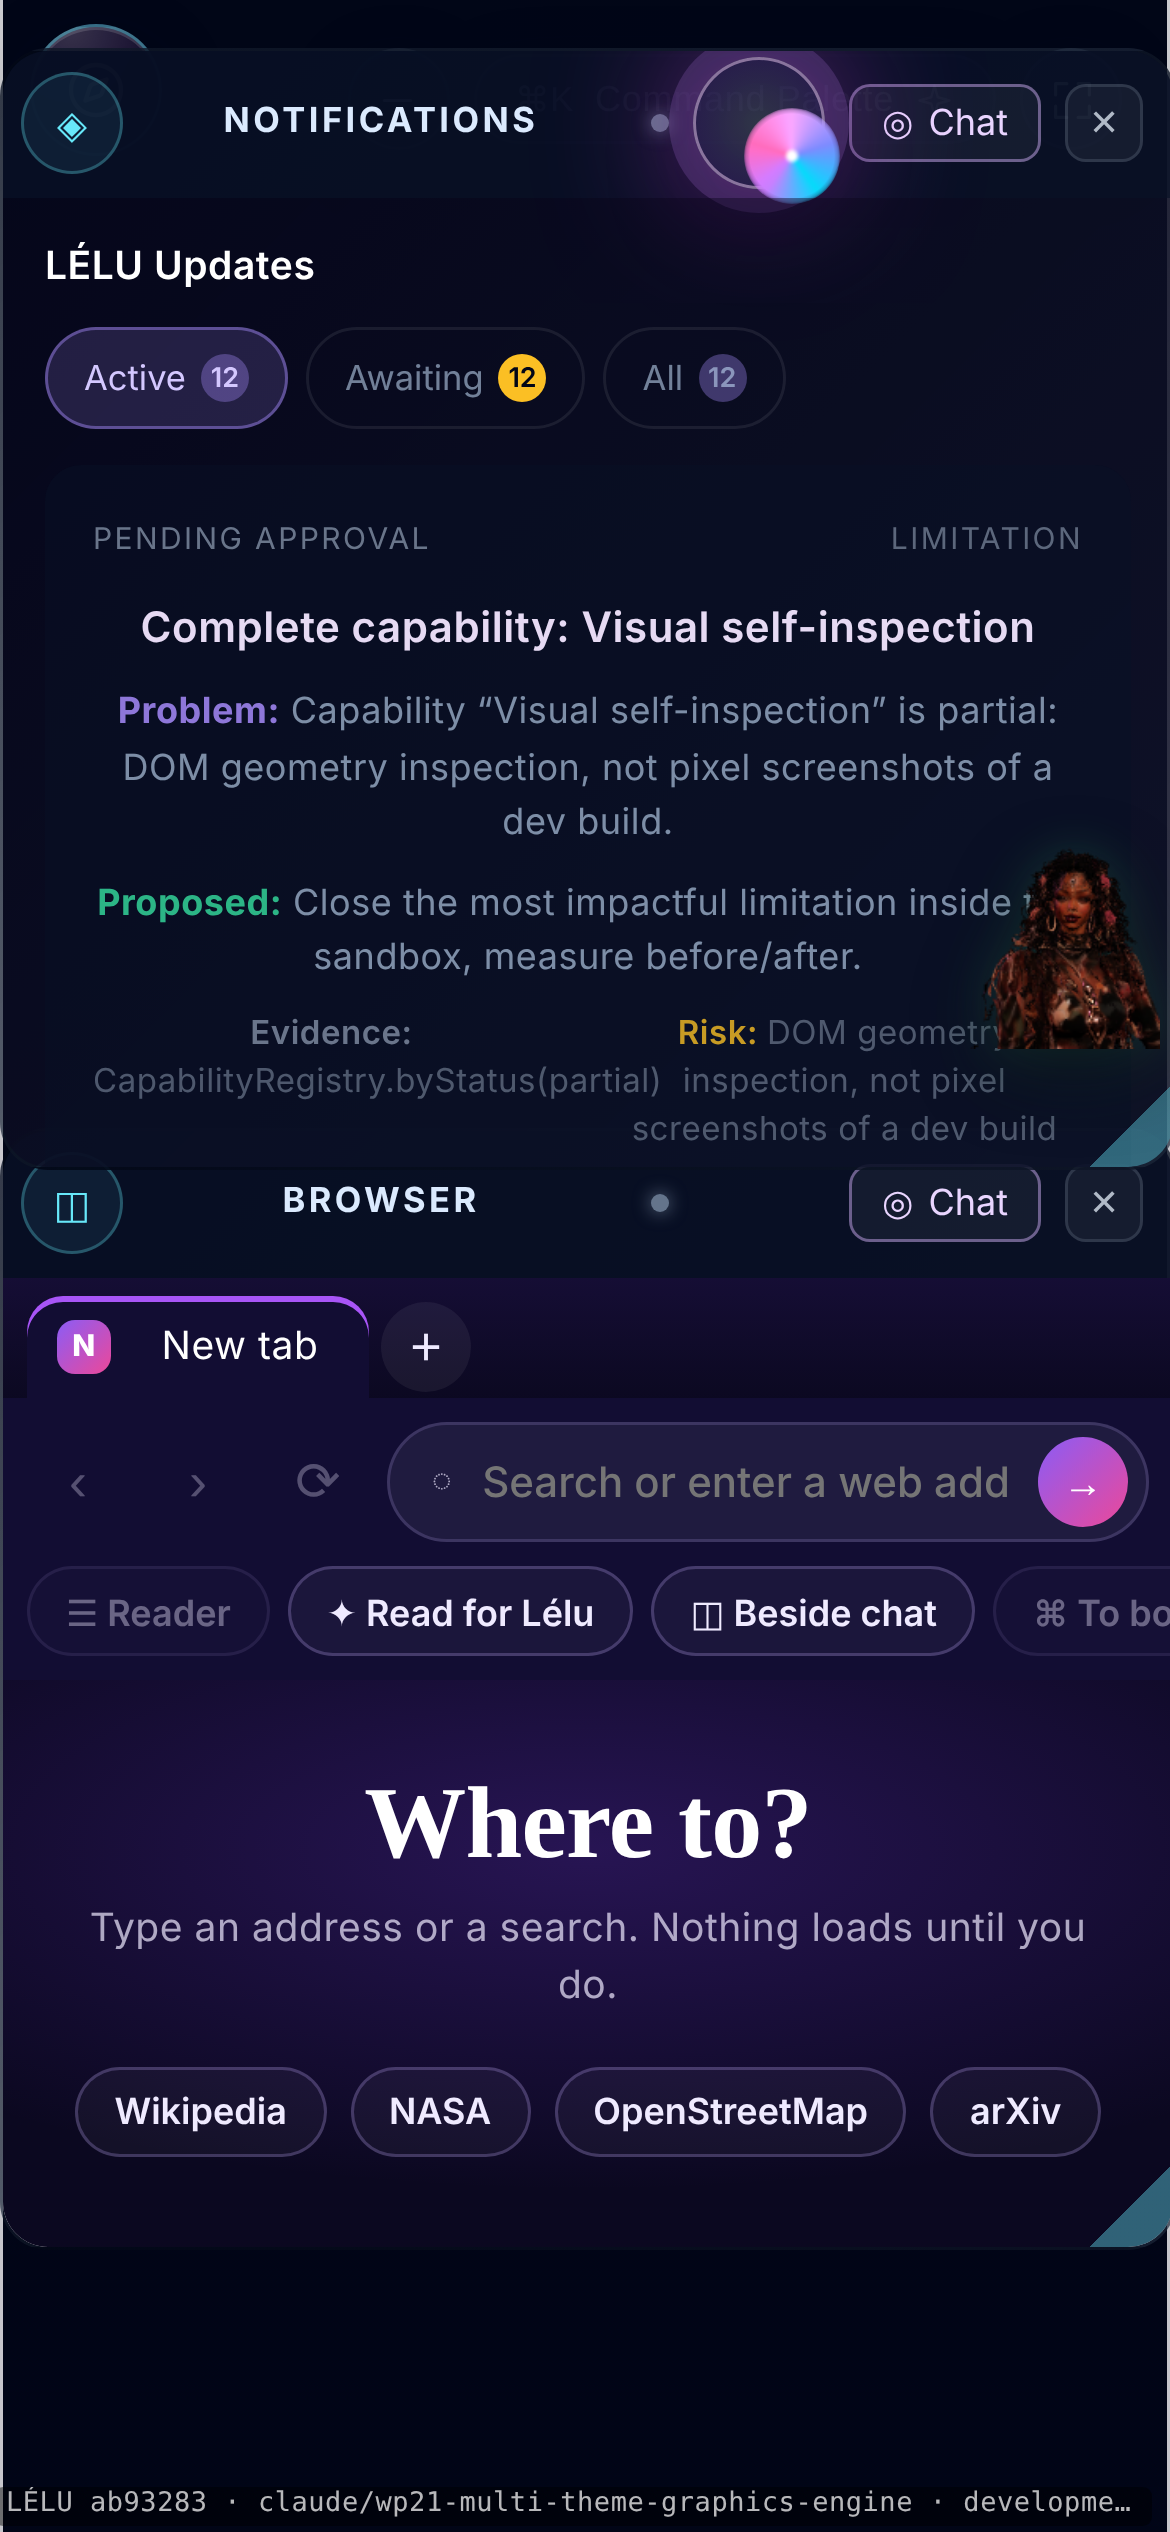 ⌘K Command Palette
NOTIFICATIONS
◎ Chat
×
LÉLU Updates
Active 12
Awaiting 12
All 12
PENDING APPROVAL
LIMITATION
Complete capability: Visual self-inspection
Problem: Capability “Visual self-inspection” is partial:
DOM geometry inspection, not pixel screenshots of a
dev build.
Proposed: Close the most impactful limitation inside
sandbox, measure before/after.
Evidence:
CapabilityRegistry.byStatus(partial)
Risk: DOM geometry
inspection, not pixel
screenshots of a dev build
BROWSER
◎ Chat
×
N New tab
+
Search or enter a web add
→
☰ Reader
✦ Read for Lélu
◫ Beside chat
⌘ To bo
Where to?
Type an address or a search. Nothing loads until you
do.
Wikipedia
NASA
OpenStreetMap
arXiv
LÉLU ab93283 · claude/wp21-multi-theme-graphics-engine · developme…